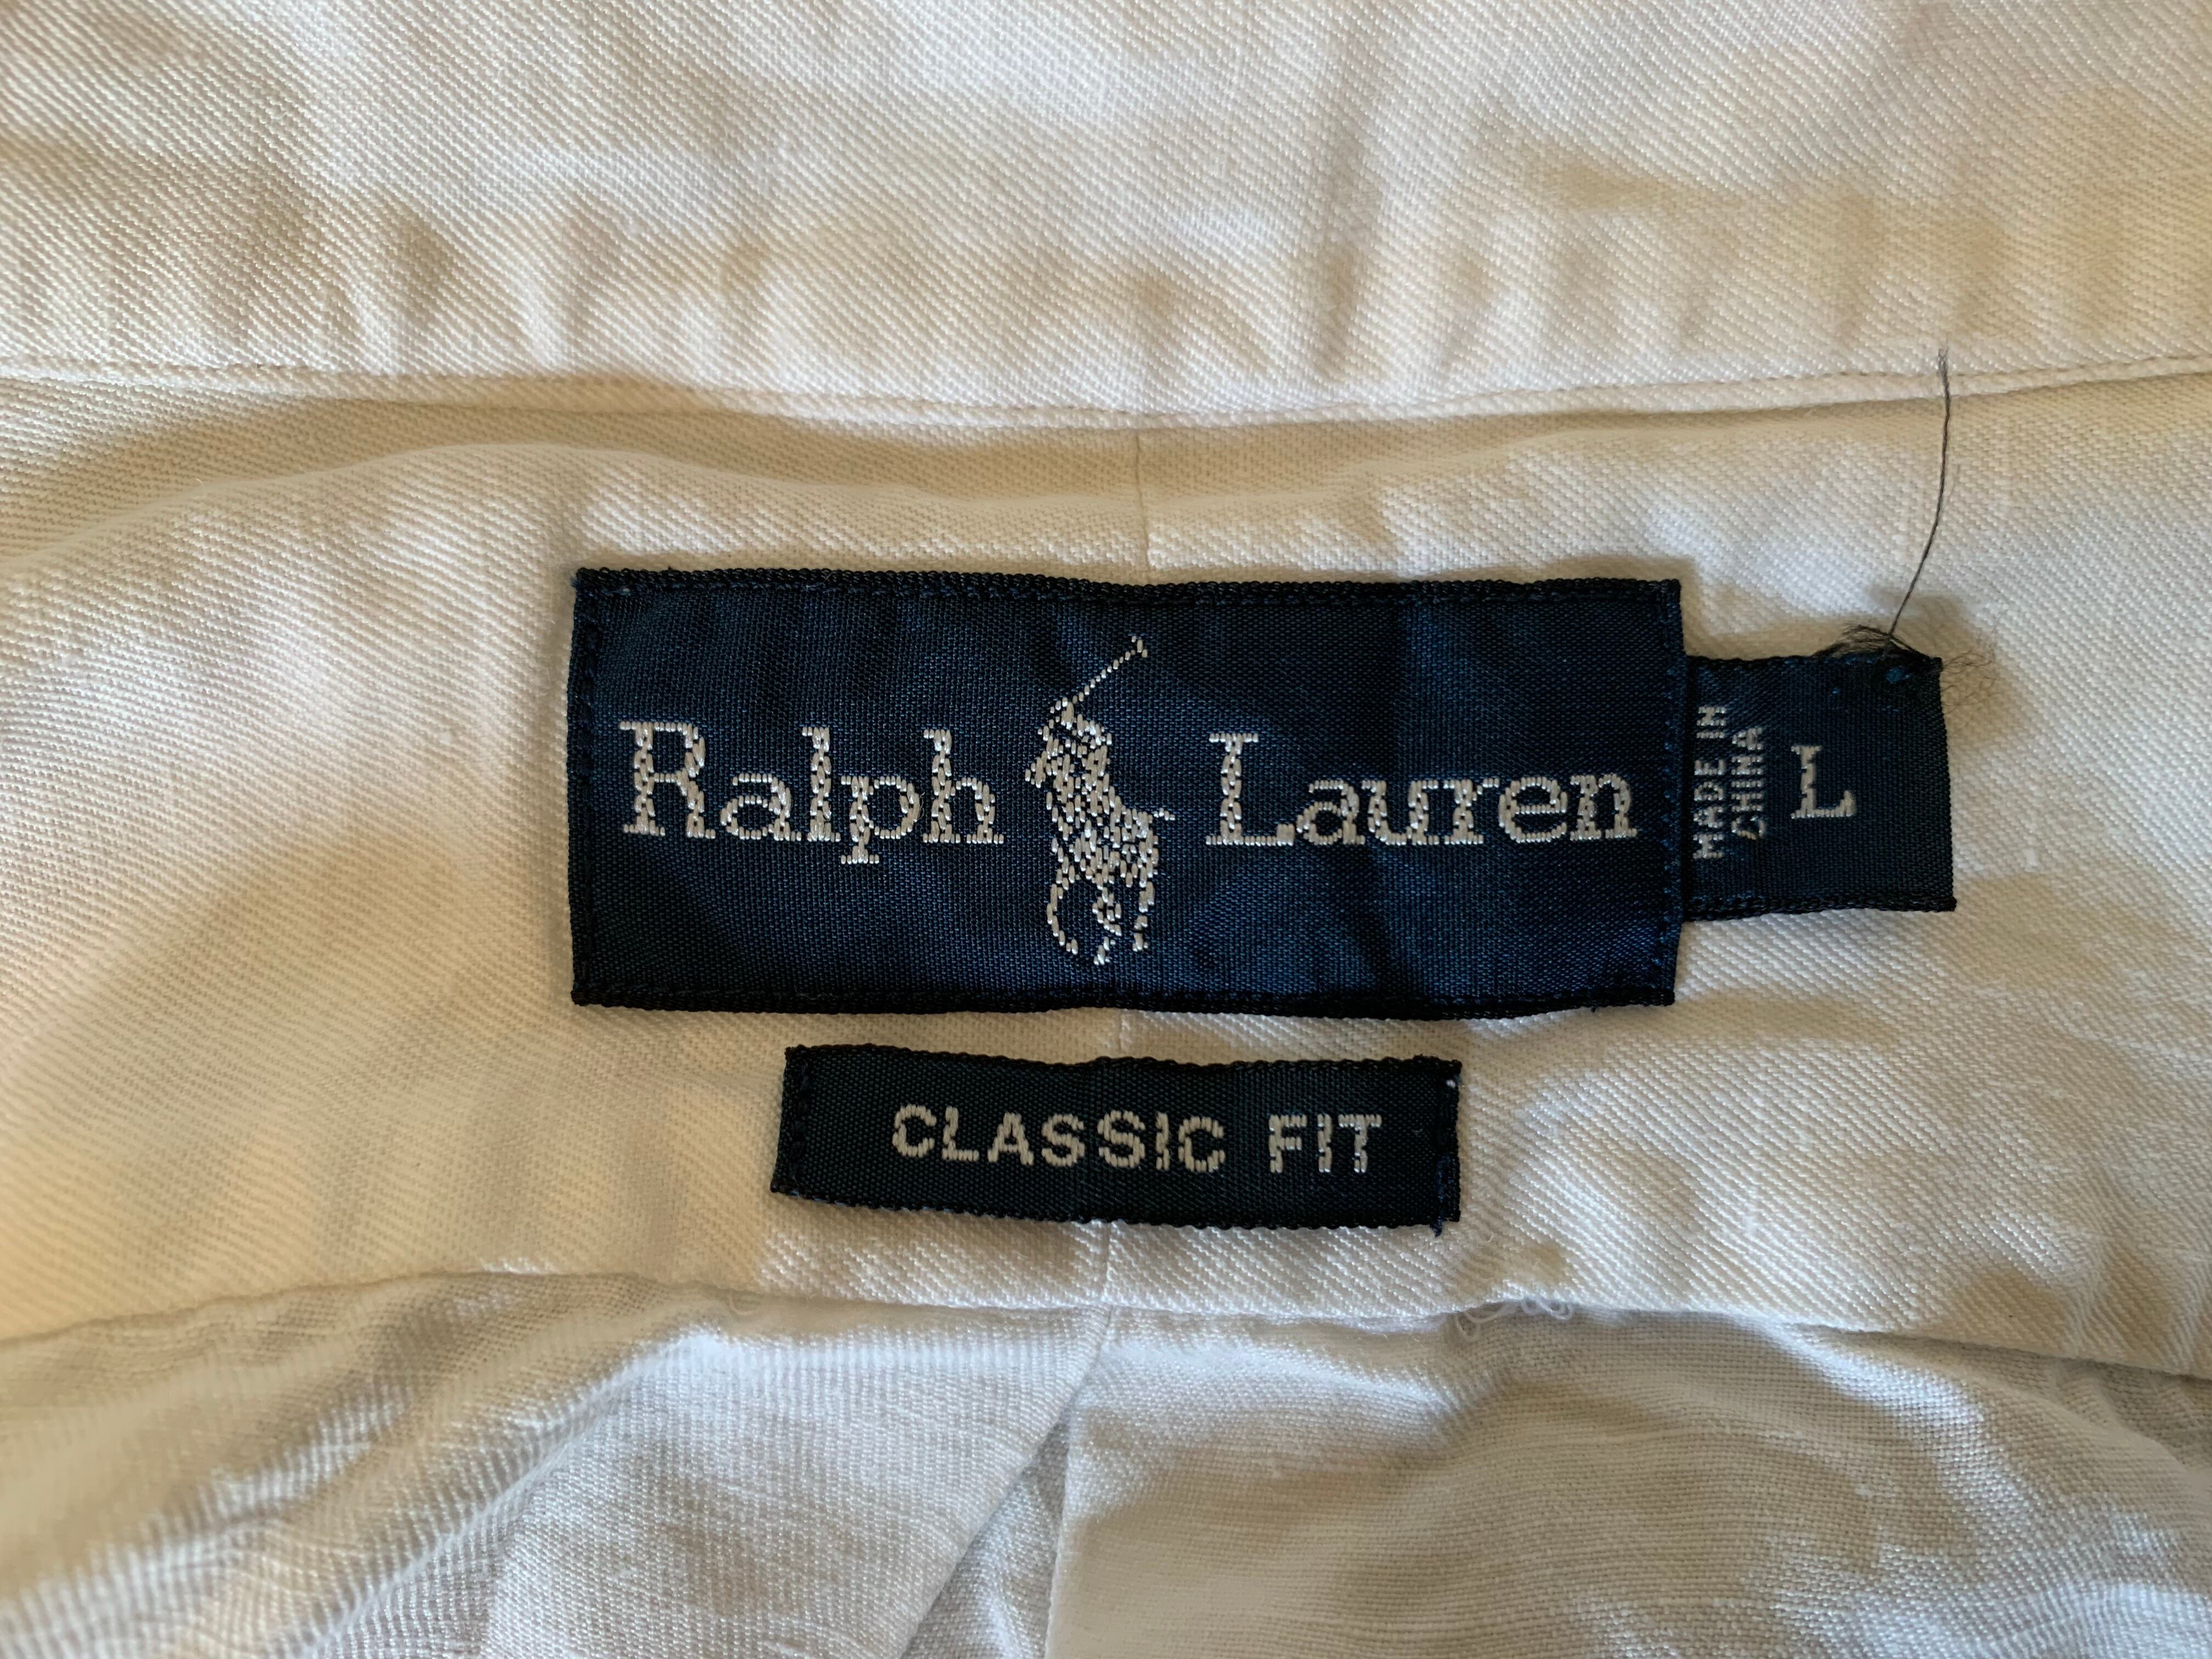 Ralph Lauren
MADE IN
CHINA
L
CLASSIC FIT